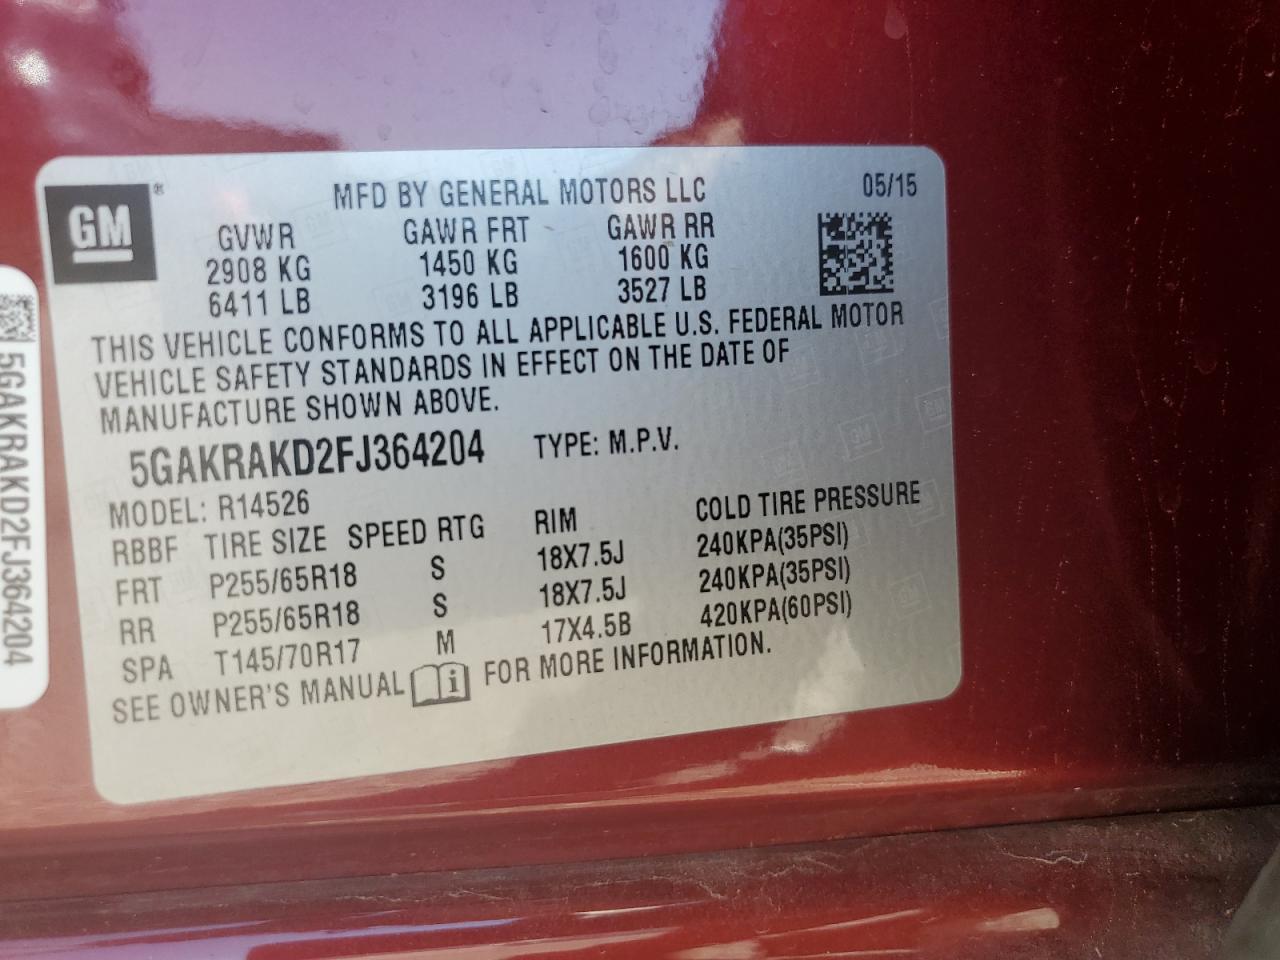 GM ®
MFD BY GENERAL MOTORS LLC 05/15
GVWR GAWR FRT GAWR RR
2908 KG 1450 KG 1600 KG
6411 LB 3196 LB 3527 LB
THIS VEHICLE CONFORMS TO ALL APPLICABLE U.S. FEDERAL MOTOR
VEHICLE SAFETY STANDARDS IN EFFECT ON THE DATE OF
MANUFACTURE SHOWN ABOVE.
5GAKRAKD2FJ364204 TYPE: M.P.V.
MODEL: R14526
RBBF TIRE SIZE SPEED RTG RIM COLD TIRE PRESSURE
FRT P255/65R18 S 18X7.5J 240KPA(35PSI)
RR P255/65R18 S 18X7.5J 240KPA(35PSI)
SPA T145/70R17 M 17X4.5B 420KPA(60PSI)
SEE OWNER'S MANUAL i FOR MORE INFORMATION.
5GAKRAKD2FJ364204